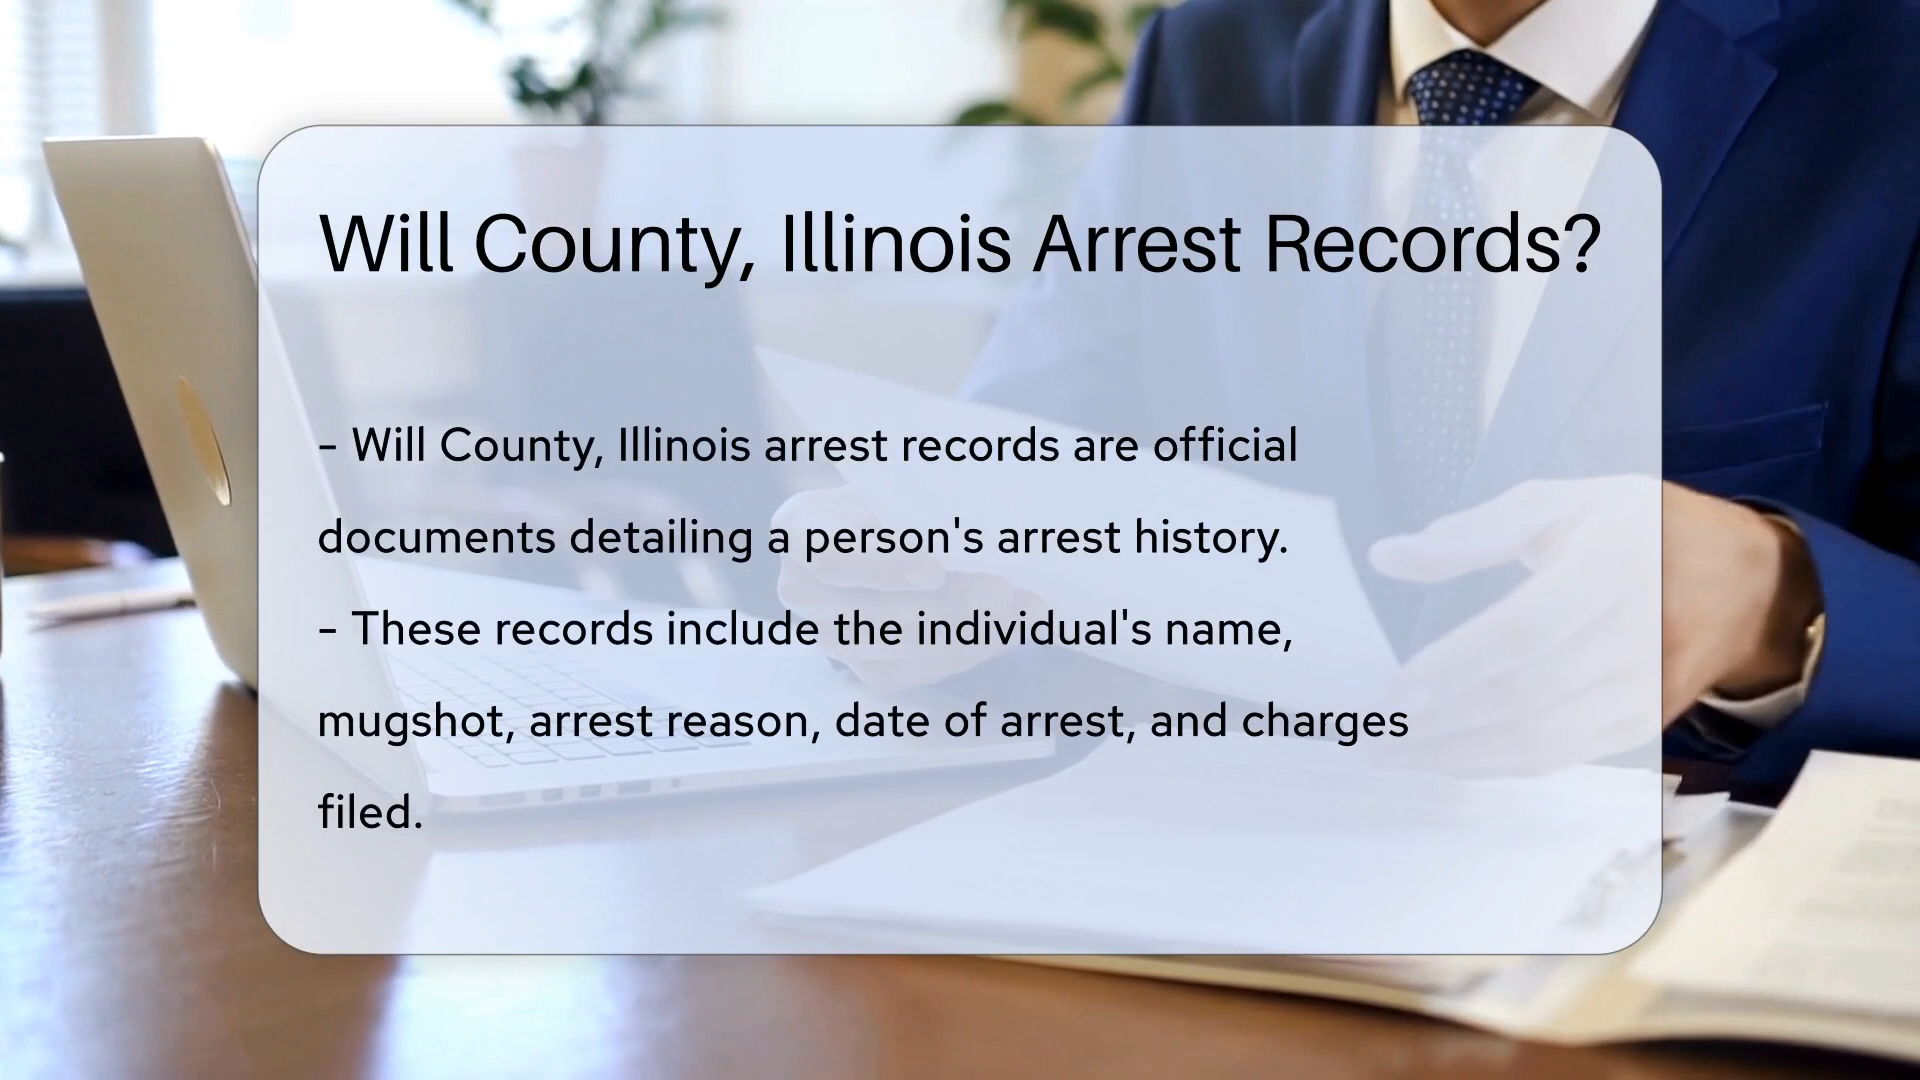 Will County, Illinois Arrest Records?
- Will County, Illinois arrest records are official
documents detailing a person's arrest history.
- These records include the individual's name,
mugshot, arrest reason, date of arrest, and charges
filed.